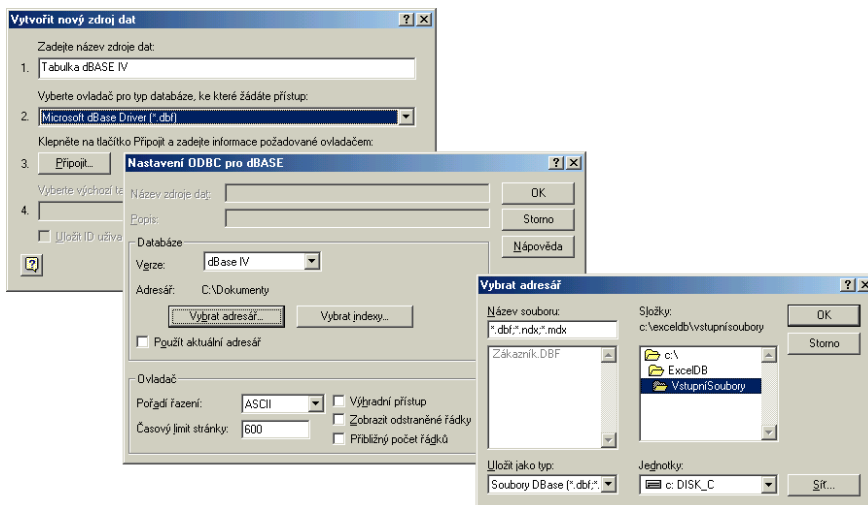 Vytvořit nový zdroj dat
Zadejte název zdroje dat:
1. Tabulka dBASE IV
Vyberte ovladač pro typ databáze, ke které žádáte přístup:
2. Microsoft dBase Driver (*.dbf)
Klepněte na tlačítko Připojit a zadejte informace požadované ovladačem:
3. Připojit...
Vyberte výchozí ta
4.
Uložit ID uživa
Nastavení ODBC pro dBASE
Název zdroje dat:
OK
Popis:
Storno
Nápověda
Databáze
Verze: dBase IV
Adresář: C:\Dokumenty
Vybrat adresář... Vybrat indexy...
Použít aktuální adresář
Ovladač
Pořadí řazení: ASCII
Časový limit stránky: 600
Výhradní přístup
Zobrazit odstraněné řádky
Přibližný počet řádků
Vybrat adresář
Název souboru:
*.dbf;*.ndx;*.mdx
Zákazník.DBF
Složky:
c:\exceldb\vstupnísoubory
c:\
ExcelDB
VstupníSoubory
OK
Storno
Uložit jako typ:
Soubory DBase (*.dbf;*.
Jednotky:
c: DISK_C
Síť...